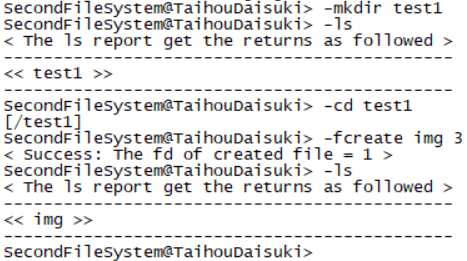 SecondFileSystem@TaihouDaisuki> -mkdir test1
SecondFileSystem@TaihouDaisuki> -ls
< The ls report get the returns as followed >
---------------------------------------------
<< test1 >>
---------------------------------------------
SecondFileSystem@TaihouDaisuki> -cd test1
[/test1]
SecondFileSystem@TaihouDaisuki> -fcreate img 3
< Success: The fd of created file = 1 >
SecondFileSystem@TaihouDaisuki> -ls
< The ls report get the returns as followed >
---------------------------------------------
<< img >>
---------------------------------------------
SecondFileSystem@TaihouDaisuki>